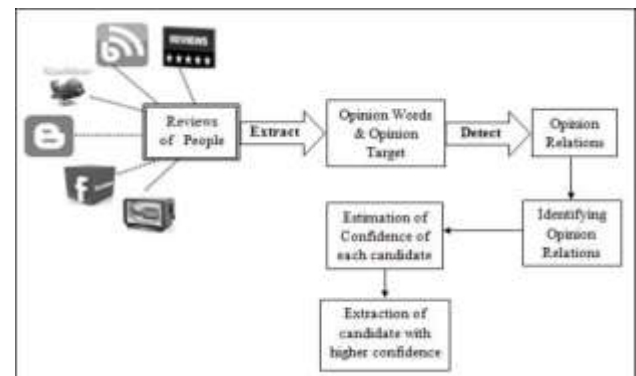 REVIEWS
Reviews
of People
Extract
Opinion Words
& Opinion
Target
Detect
Opinion
Relations
Identifying
Opinion
Relations
Estimation of
Confidence of
each candidate
Extraction of
candidate with
higher confidence